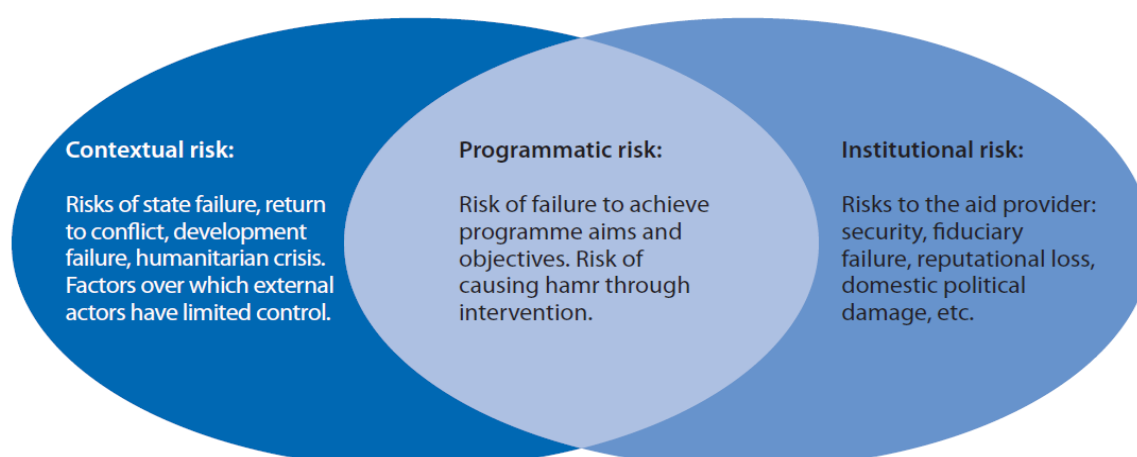 Contextual risk:
Risks of state failure, return
to conflict, development
failure, humanitarian crisis.
Factors over which external
actors have limited control.
Programmatic risk:
Risk of failure to achieve
programme aims and
objectives. Risk of
causing hamr through
intervention.
Institutional risk:
Risks to the aid provider:
security, fiduciary
failure, reputational loss,
domestic political
damage, etc.